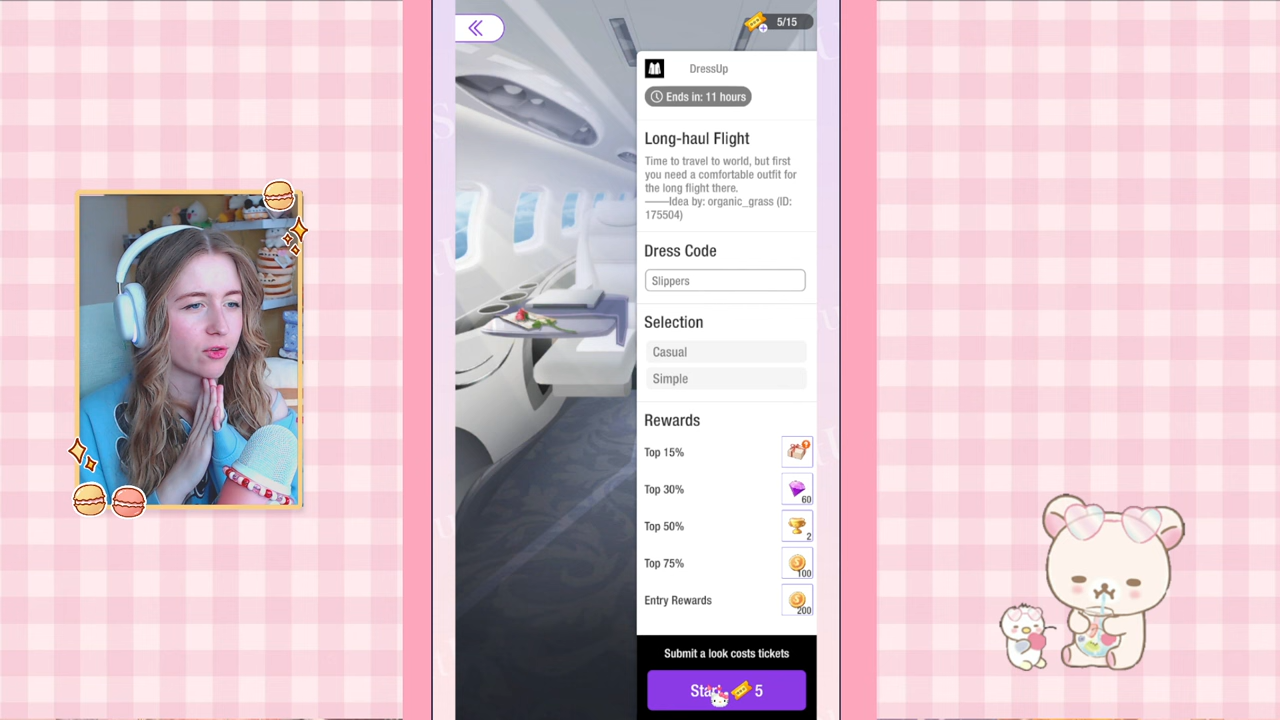 5/15
DressUp
Ends in: 11 hours
Long-haul Flight
Time to travel to world, but first
you need a comfortable outfit for
the long flight there.
——Idea by: organic_grass (ID:
175504)
Dress Code
Slippers
Selection
Casual
Simple
Rewards
Top 15%
Top 30%
60
Top 50%
2
Top 75%
100
Entry Rewards
200
Submit a look costs tickets
Start 5